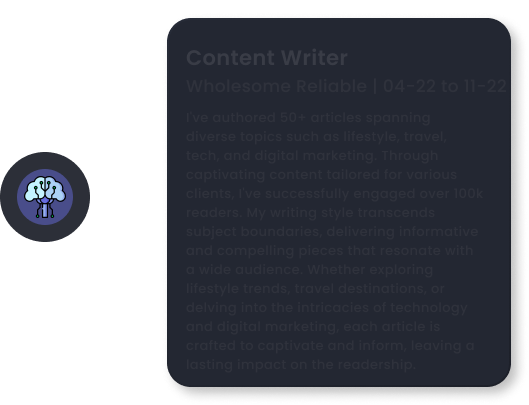 Content Writer
Wholesome Reliable | 04-22 to 11-22
I've authored 50+ articles spanning
diverse topics such as lifestyle, travel,
tech, and digital marketing. Through
captivating content tailored for various
clients, I've successfully engaged over 100k
readers. My writing style transcends
subject boundaries, delivering informative
and compelling pieces that resonate with
a wide audience. Whether exploring
lifestyle trends, travel destinations, or
delving into the intricacies of technology
and digital marketing, each article is
crafted to captivate and inform, leaving a
lasting impact on the readership.